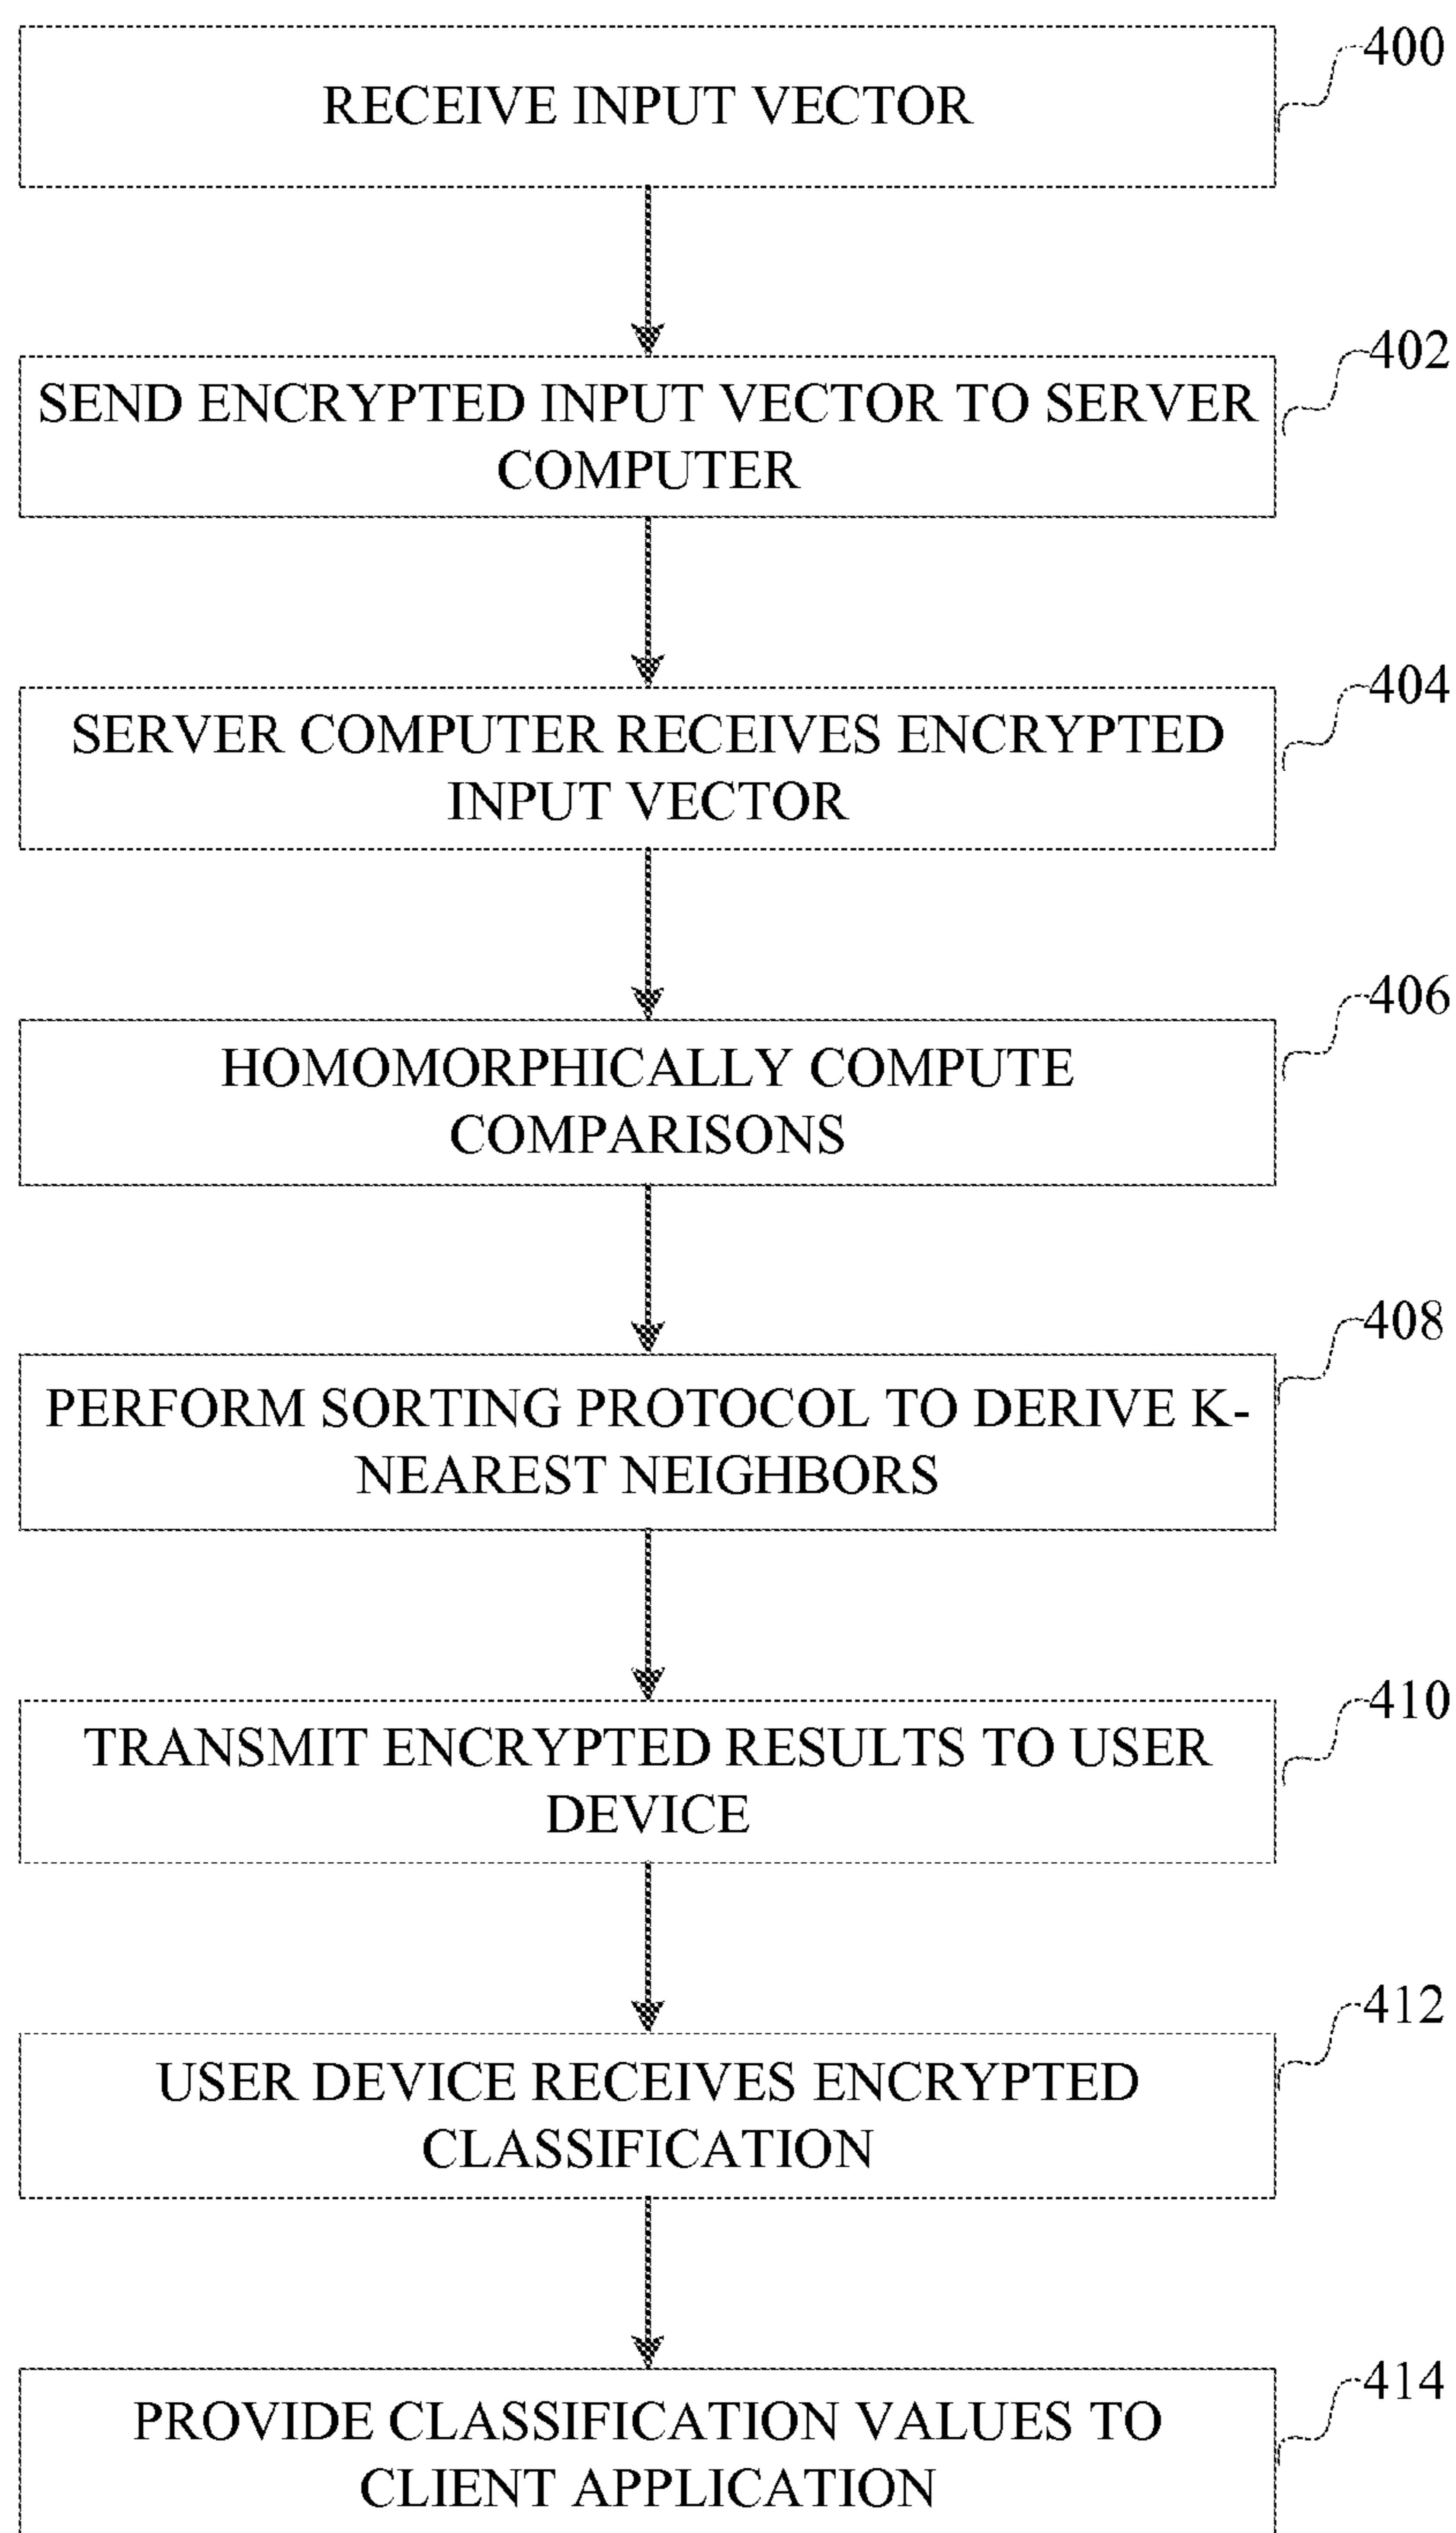 400
RECEIVE INPUT VECTOR
402
SEND ENCRYPTED INPUT VECTOR TO SERVER
COMPUTER
404
SERVER COMPUTER RECEIVES ENCRYPTED
INPUT VECTOR
406
HOMOMORPHICALLY COMPUTE
COMPARISONS
408
PERFORM SORTING PROTOCOL TO DERIVE K-
NEAREST NEIGHBORS
410
TRANSMIT ENCRYPTED RESULTS TO USER
DEVICE
412
USER DEVICE RECEIVES ENCRYPTED
CLASSIFICATION
414
PROVIDE CLASSIFICATION VALUES TO
CLIENT APPLICATION